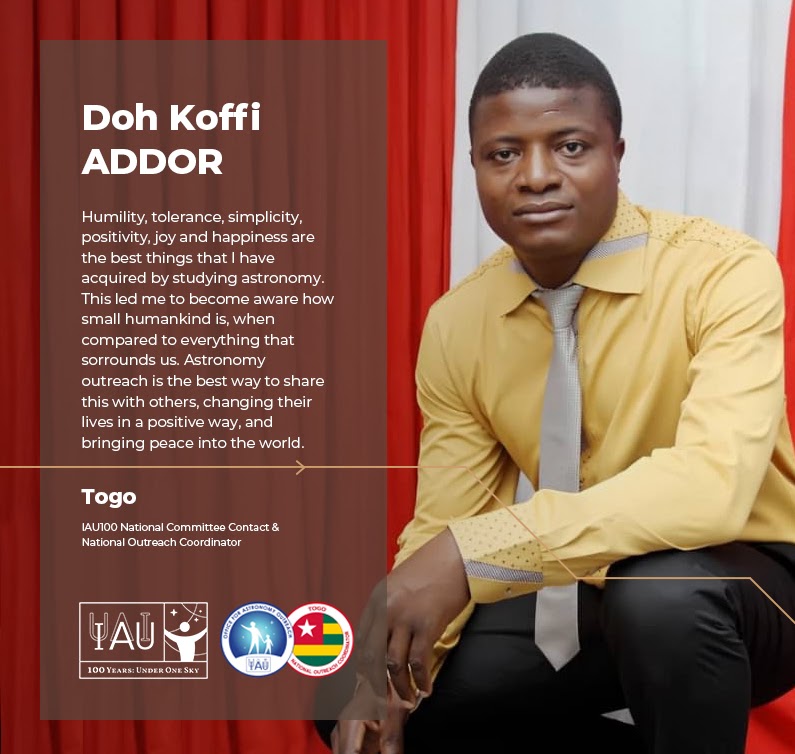 Doh Koffi
ADDOR
Humility, tolerance, simplicity,
positivity, joy and happiness are
the best things that I have
acquired by studying astronomy.
This led me to become aware how
small humankind is, when
compared to everything that
sorrounds us. Astronomy
outreach is the best way to share
this with others, changing their
lives in a positive way, and
bringing peace into the world.
Togo
IAU100 National Committee Contact &
National Outreach Coordinator
IAU
100 Years: Under One Sky
OFFICE FOR ASTRONOMY OUTREACH
IAU
TOGO
NATIONAL OUTREACH COORDINATOR